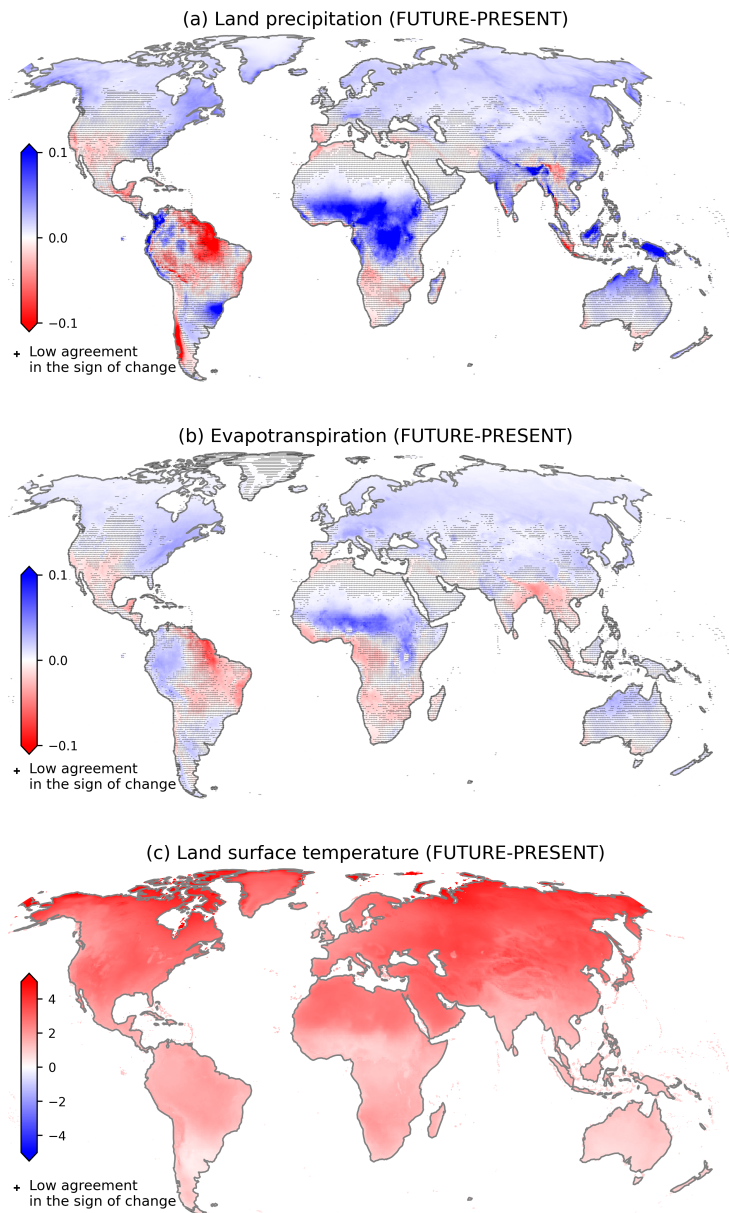 (a) Land precipitation (FUTURE-PRESENT)
0.1
0.0
−0.1
+ Low agreement
in the sign of change
(b) Evapotranspiration (FUTURE-PRESENT)
0.1
0.0
−0.1
+ Low agreement
in the sign of change
(c) Land surface temperature (FUTURE-PRESENT)
4
2
0
−2
−4
+ Low agreement
in the sign of change